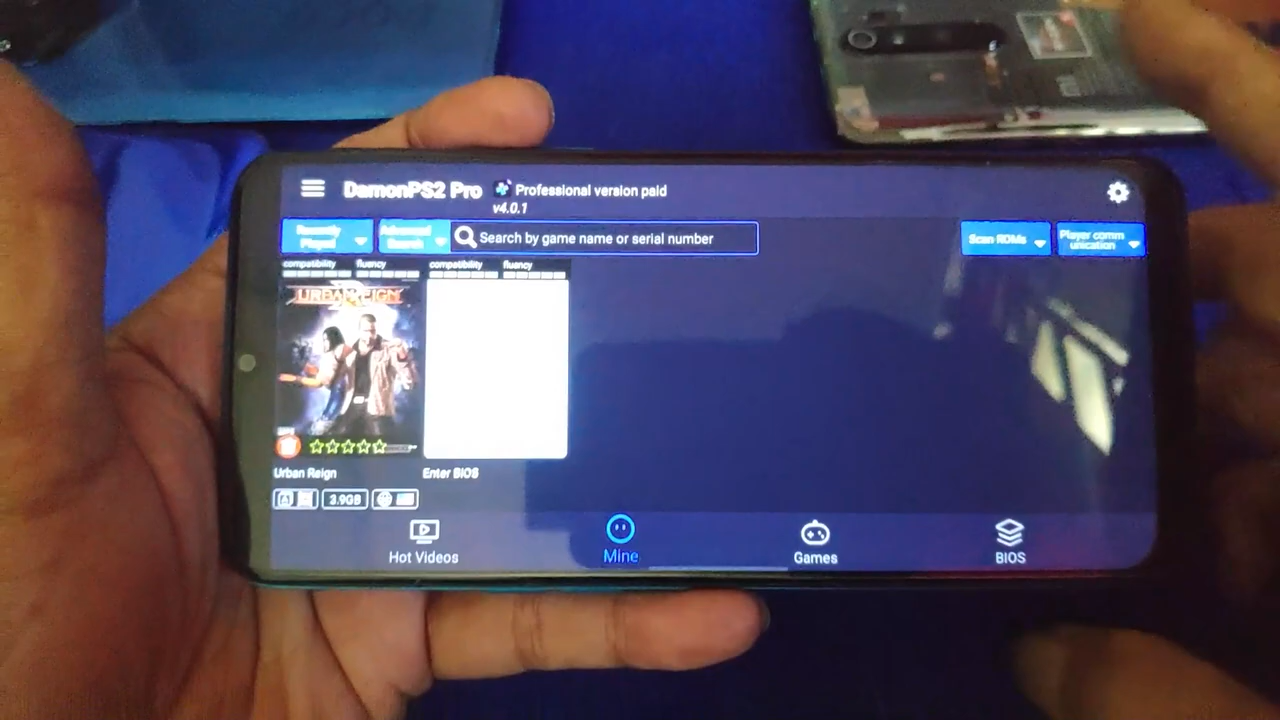 DamonPS2 Pro
Professional version paid
v4.0.1
Recently
Played
Advanced
Search
Search by game name or serial number
Scan ROMs
Player comm
unication
compatibility
fluency
compatibility
fluency
URBAN REIGN
Urban Reign
Enter BIOS
3.9GB
Hot Videos
Mine
Games
BIOS